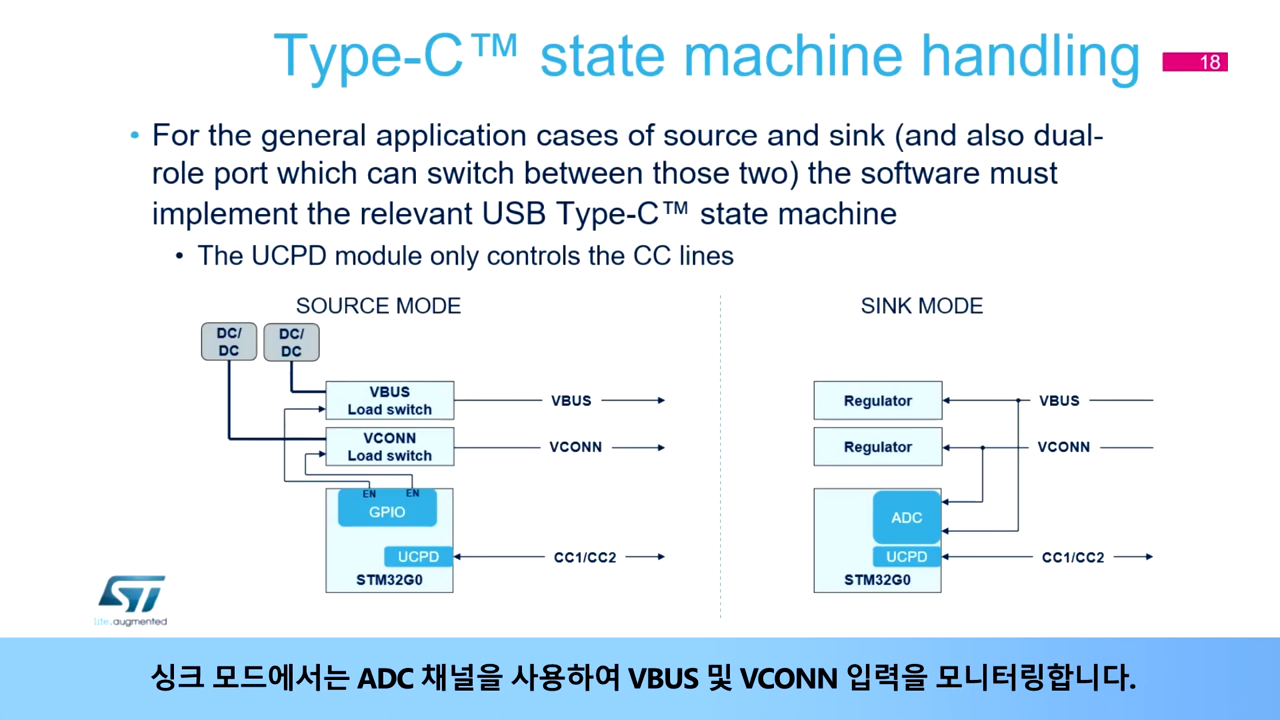 Type-C™ state machine handling
18
• For the general application cases of source and sink (and also dual-
role port which can switch between those two) the software must
implement the relevant USB Type-C™ state machine
• The UCPD module only controls the CC lines
SOURCE MODE
DC/
DC
DC/
DC
VBUS
Load switch
VBUS
VCONN
Load switch
VCONN
EN
EN
GPIO
UCPD
CC1/CC2
STM32G0
SINK MODE
Regulator
VBUS
Regulator
VCONN
ADC
UCPD
CC1/CC2
STM32G0
ST
life.augmented
싱크 모드에서는 ADC 채널을 사용하여 VBUS 및 VCONN 입력을 모니터링합니다.